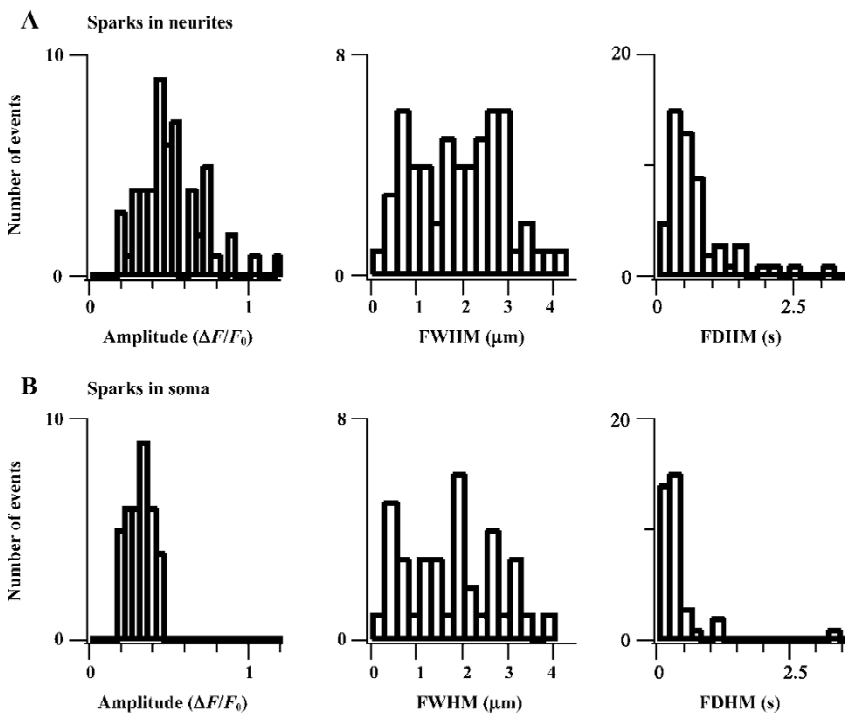 A Sparks in neurites
10
0
Number of events
0 1
Amplitude (ΔF/F₀)
8
0
0 1 2 3 4
FWHM (μm)
20
10
0
0 2.5
FDHM (s)
B Sparks in soma
10
0
Number of events
0 1
Amplitude (ΔF/F₀)
8
0
0 1 2 3 4
FWHM (μm)
20
0
0 2.5
FDHM (s)